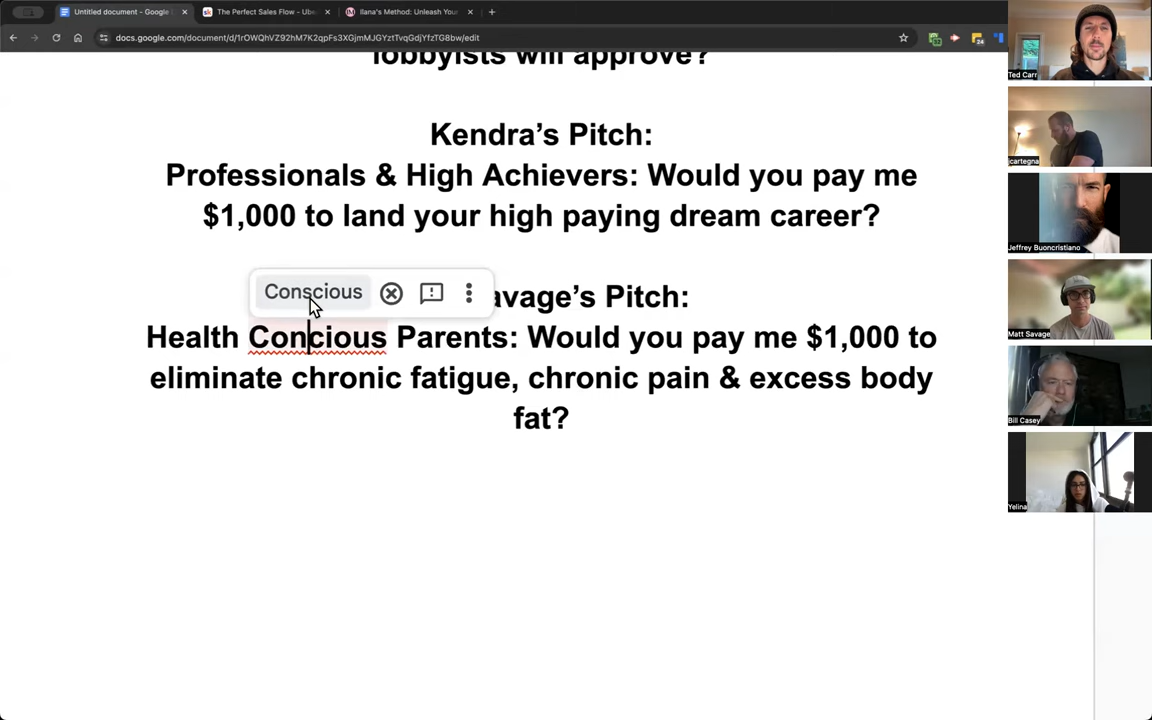 Untitled document - Google
The Perfect Sales Flow - Ube
Ilana's Method: Unleash You
docs.google.com/document/d/1rOWQhVZ92hM7K2qpFs3XGjmMJGYztTvqGdjYfzTG8bw/edit
24
lobbyists will approve?
Kendra’s Pitch:
Professionals & High Achievers: Would you pay me
$1,000 to land your high paying dream career?
Conscious
avage’s Pitch:
Health Concious Parents: Would you pay me $1,000 to
eliminate chronic fatigue, chronic pain & excess body
fat?
Ted Carr
jcartegna
Jeffrey Buoncristiano
Matt Savage
Bill Casey
Yelina